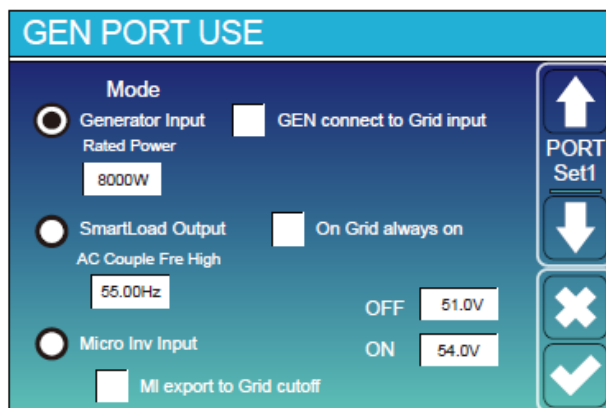 GEN PORT USE
Mode
Generator Input
GEN connect to Grid input
Rated Power
8000W
PORT
Set1
SmartLoad Output
On Grid always on
AC Couple Fre High
55.00Hz
OFF 51.0V
Micro Inv Input
ON 54.0V
MI export to Grid cutoff